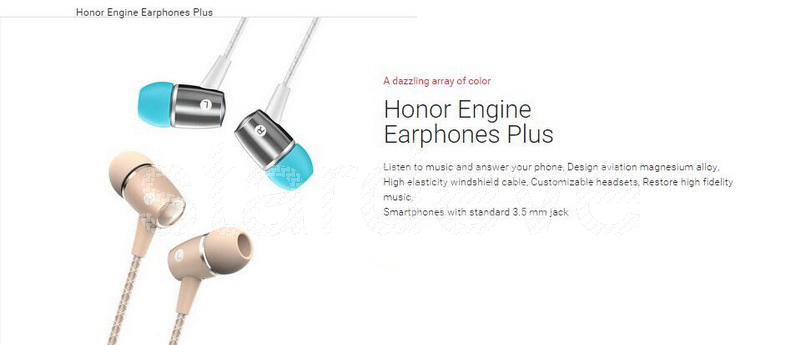 Honor Engine Earphones Plus
A dazzling array of color
Honor Engine
Earphones Plus
Listen to music and answer your phone, Design aviation magnesium alloy,
High elasticity windshield cable, Customizable headsets, Restore high fidelity
music,
Smartphones with standard 3.5 mm jack
L
R
L